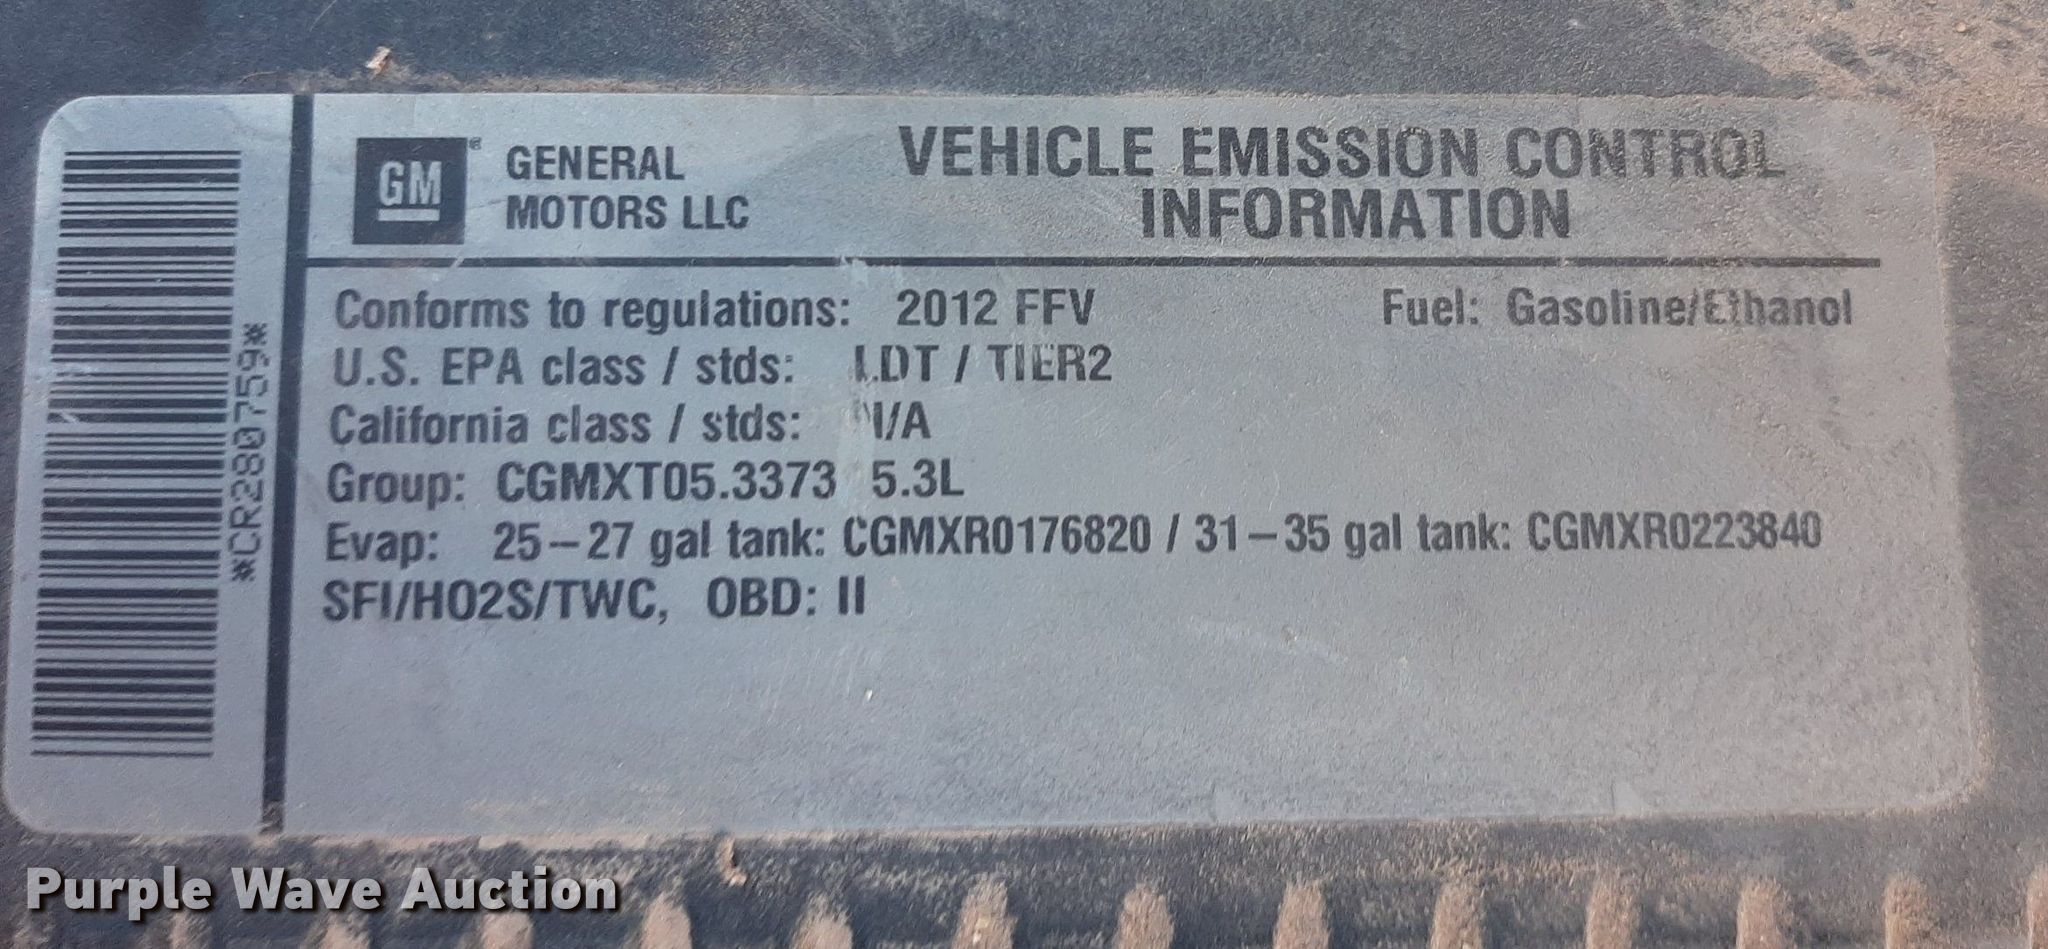 *CR280759*
GM®
GENERAL
MOTORS LLC
VEHICLE EMISSION CONTROL
INFORMATION
Conforms to regulations: 2012 FFV Fuel: Gasoline/Ethanol
U.S. EPA class / stds: LDT / TIER2
California class / stds: N/A
Group: CGMXT05.3373 5.3L
Evap: 25–27 gal tank: CGMXR0176820 / 31–35 gal tank: CGMXR0223840
SFI/HO2S/TWC, OBD: II
Purple Wave Auction